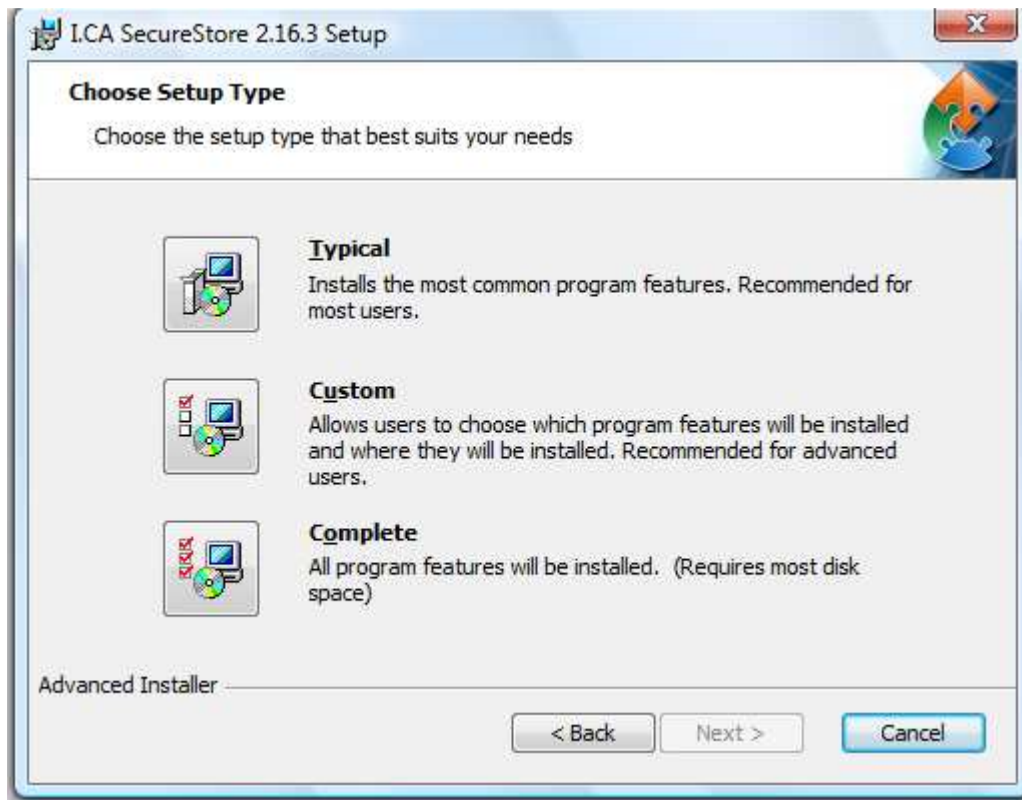 I.CA SecureStore 2.16.3 Setup
Choose Setup Type
Choose the setup type that best suits your needs
Typical
Installs the most common program features. Recommended for
most users.
Custom
Allows users to choose which program features will be installed
and where they will be installed. Recommended for advanced
users.
Complete
All program features will be installed. (Requires most disk
space)
Advanced Installer
< Back Next > Cancel